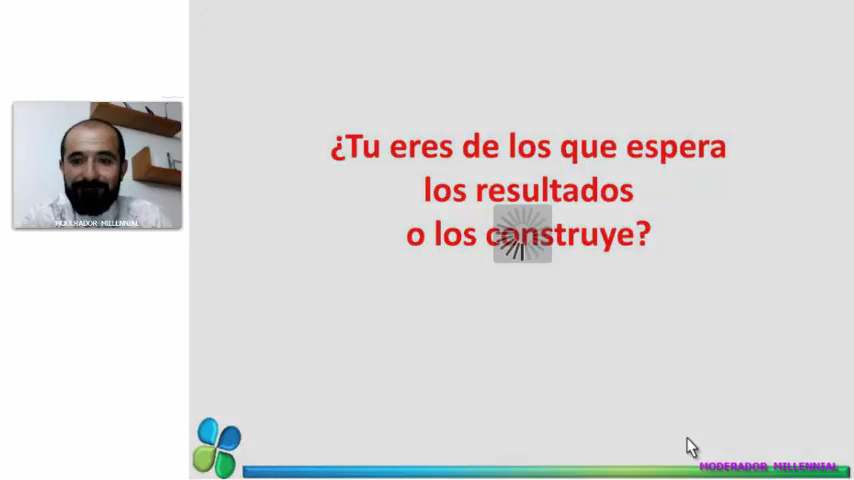 ¿Tu eres de los que espera
los resultados
o los construye?
MODERADOR MILLENNIAL
MODERADOR MILLENNIAL